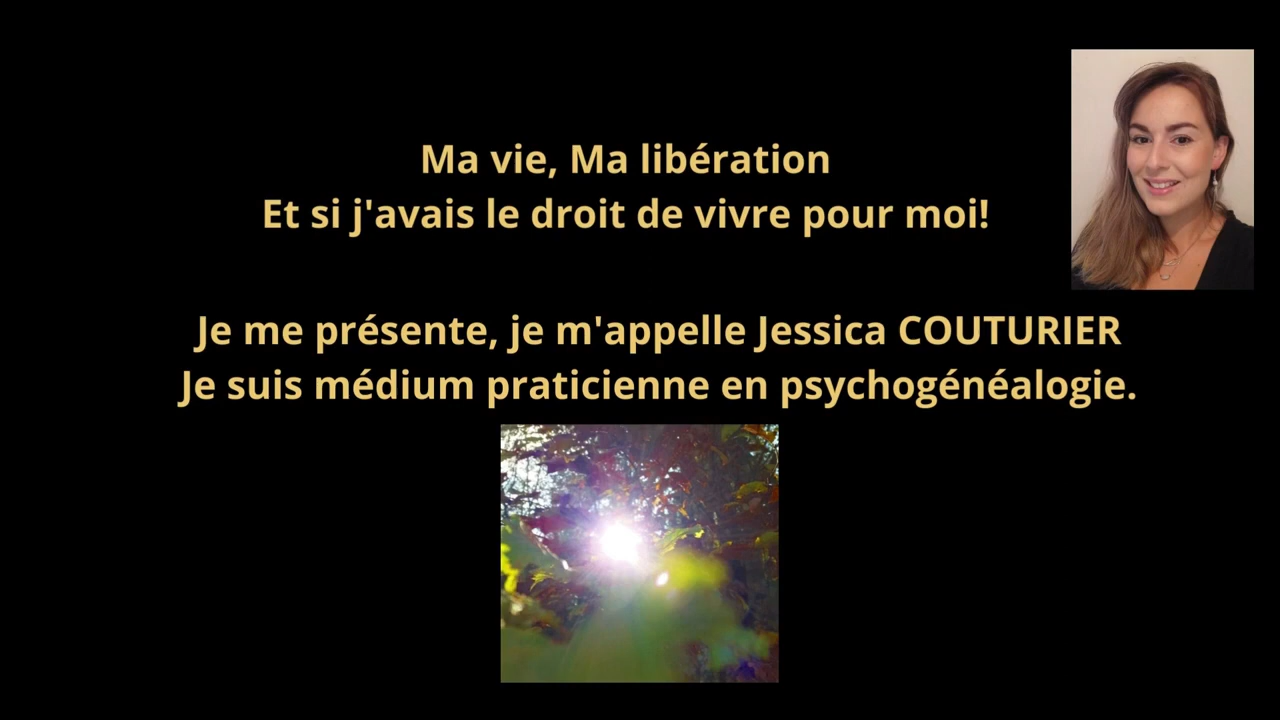 Ma vie, Ma libération
Et si j'avais le droit de vivre pour moi!
Je me présente, je m'appelle Jessica COUTURIER
Je suis médium praticienne en psychogénéalogie.